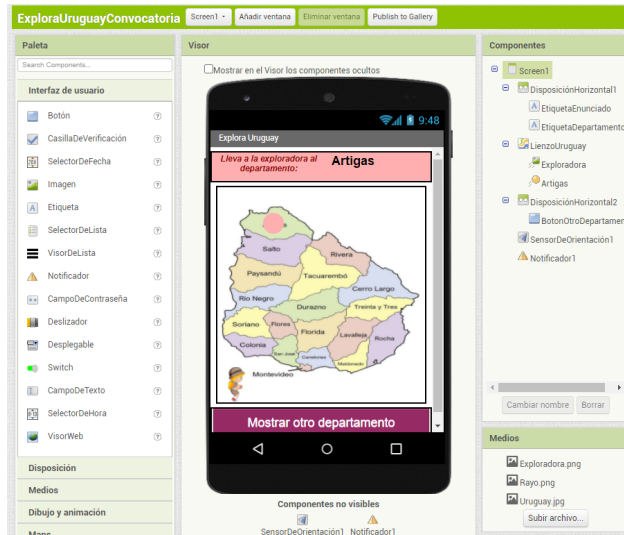 ExploraUruguayConvocatoria
Screen1
Añadir ventana
Eliminar ventana
Publish to Gallery
Paleta
Search Components...
Interfaz de usuario
Botón
CasillaDeVerificación
SelectorDeFecha
Imagen
Etiqueta
SelectorDeLista
VisorDeLista
Notificador
CampoDeContraseña
Deslizador
Desplegable
Switch
CampoDeTexto
SelectorDeHora
VisorWeb
Disposición
Medios
Dibujo y animación
Maps
Visor
Mostrar en el Visor los componentes ocultos
9:48
Explora Uruguay
Lleva a la exploradora al
departamento:
Artigas
Salto
Rivera
Paysandú
Tacuarembó
Cerro Largo
Río Negro
Durazno
Treinta y Tres
Soriano
Flores
Florida
Lavalleja
Rocha
Colonia
San José
Canelones
Maldonado
Montevideo
Mostrar otro departamento
Componentes no visibles
SensorDeOrientación1
Notificador1
Componentes
Screen1
DisposiciónHorizontal1
EtiquetaEnunciado
EtiquetaDepartamento
LienzoUruguay
Exploradora
Artigas
DisposiciónHorizontal2
BotonOtroDepartamen
SensorDeOrientación1
Notificador1
Cambiar nombre
Borrar
Medios
Exploradora.png
Rayo.png
Uruguay.jpg
Subir archivo...